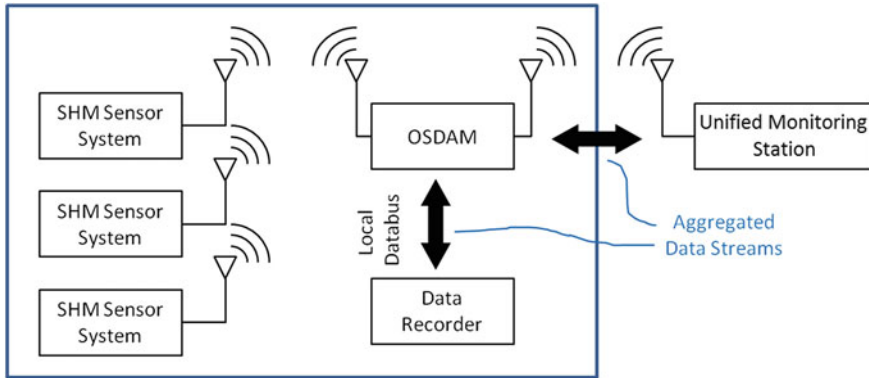 SHM Sensor
System
SHM Sensor
System
SHM Sensor
System
OSDAM
Local
Databus
Data
Recorder
Unified Monitoring
Station
Aggregated
Data Streams